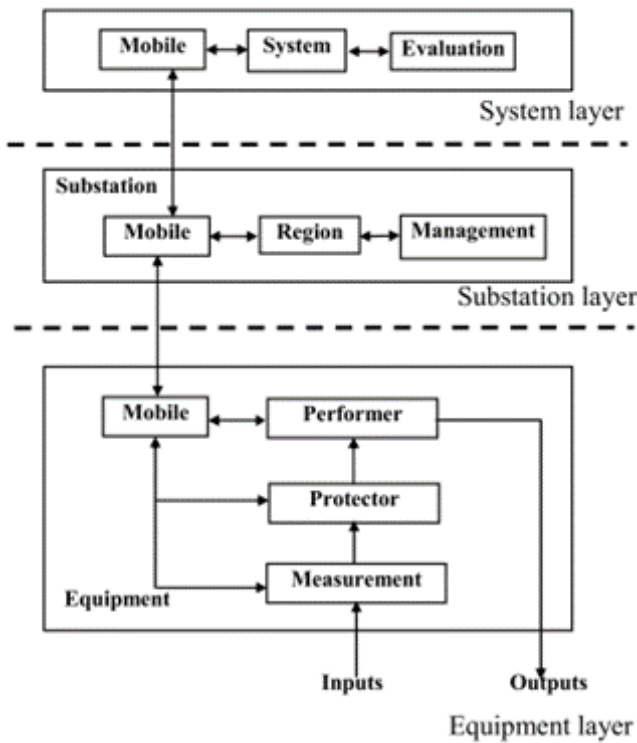 Mobile System Evaluation
System layer
Substation
Mobile Region Management
Substation layer
Mobile Performer
Protector
Measurement
Equipment
Inputs Outputs
Equipment layer